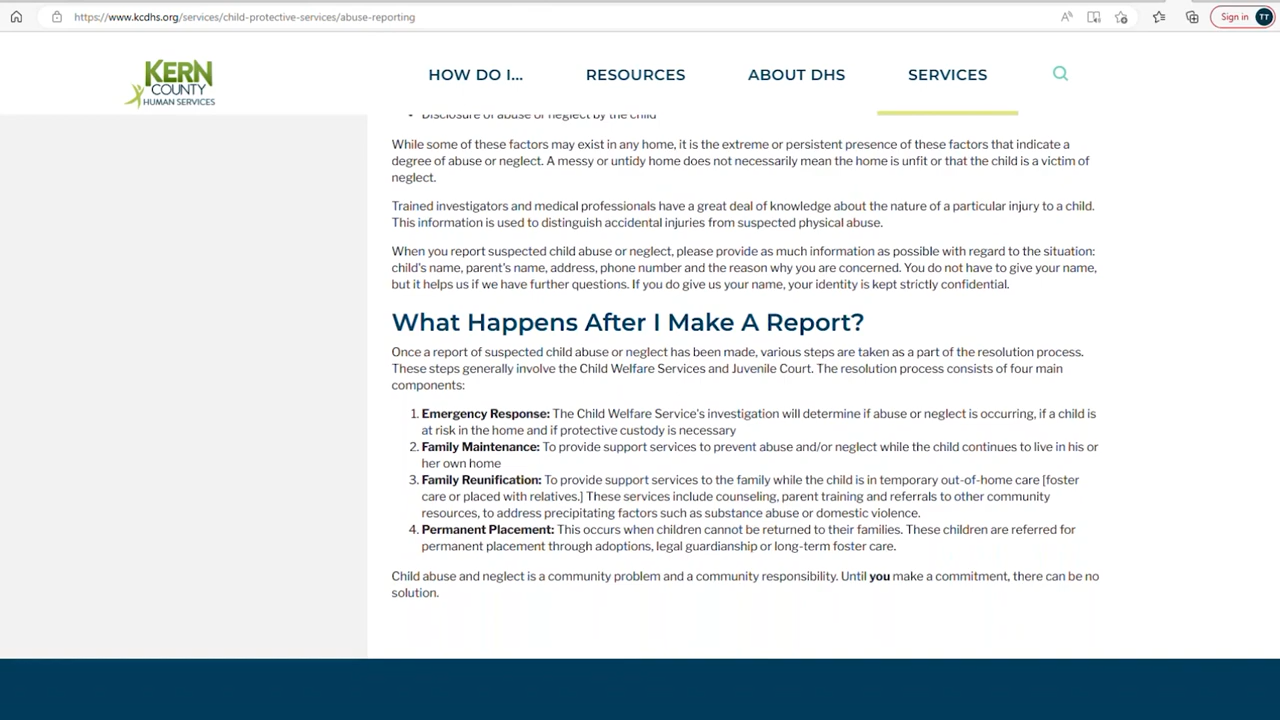 https://www.kcdhs.org/services/child-protective-services/abuse-reporting
Sign in TT
KERN
COUNTY
HUMAN SERVICES
HOW DO I...
RESOURCES
ABOUT DHS
SERVICES
• Disclosure of abuse or neglect by the child
While some of these factors may exist in any home, it is the extreme or persistent presence of these factors that indicate a
degree of abuse or neglect. A messy or untidy home does not necessarily mean the home is unfit or that the child is a victim of
neglect.
Trained investigators and medical professionals have a great deal of knowledge about the nature of a particular injury to a child.
This information is used to distinguish accidental injuries from suspected physical abuse.
When you report suspected child abuse or neglect, please provide as much information as possible with regard to the situation:
child's name, parent's name, address, phone number and the reason why you are concerned. You do not have to give your name,
but it helps us if we have further questions. If you do give us your name, your identity is kept strictly confidential.
What Happens After I Make A Report?
Once a report of suspected child abuse or neglect has been made, various steps are taken as a part of the resolution process.
These steps generally involve the Child Welfare Services and Juvenile Court. The resolution process consists of four main
components:
1. Emergency Response: The Child Welfare Service's investigation will determine if abuse or neglect is occurring, if a child is
at risk in the home and if protective custody is necessary
2. Family Maintenance: To provide support services to prevent abuse and/or neglect while the child continues to live in his or
her own home
3. Family Reunification: To provide support services to the family while the child is in temporary out-of-home care [foster
care or placed with relatives.] These services include counseling, parent training and referrals to other community
resources, to address precipitating factors such as substance abuse or domestic violence.
4. Permanent Placement: This occurs when children cannot be returned to their families. These children are referred for
permanent placement through adoptions, legal guardianship or long-term foster care.
Child abuse and neglect is a community problem and a community responsibility. Until you make a commitment, there can be no
solution.